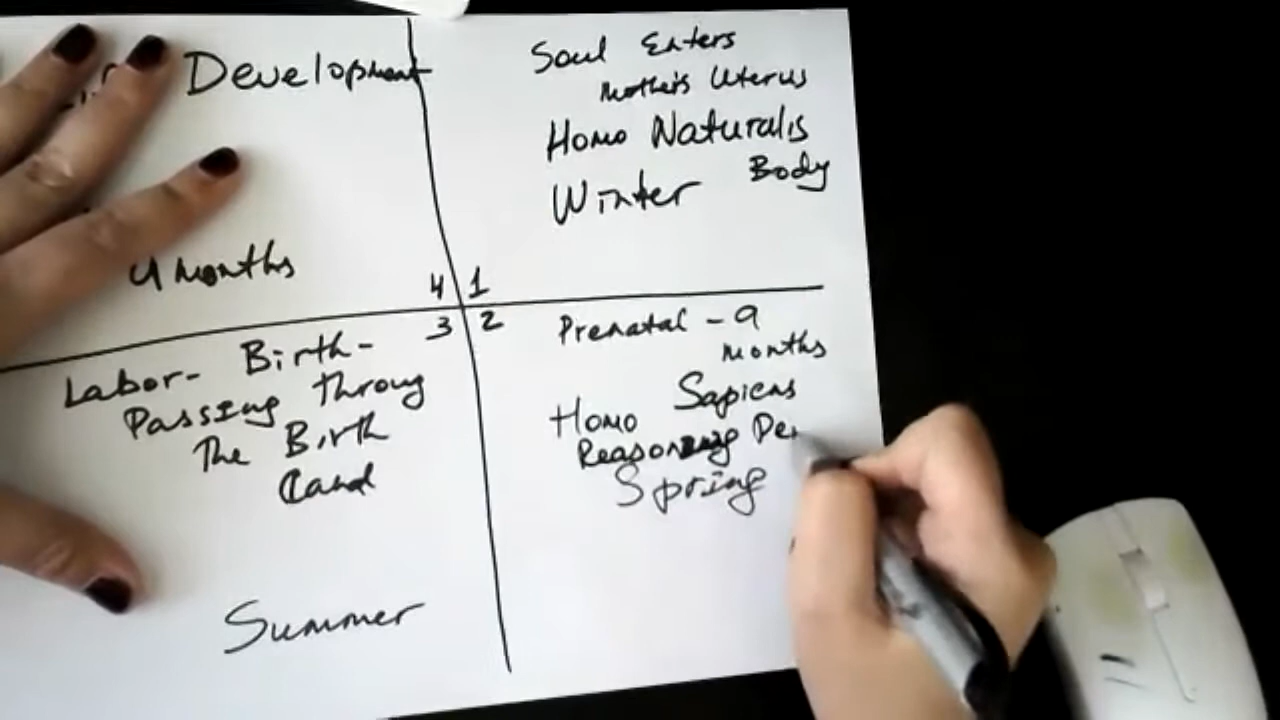 Development
4 months
4
Soul Enters
Mother's Uterus
Homo Naturalis
Body
Winter
1
3
Labor- Birth-
Passing Throug
The Birth
Canal
Summer
2
Prenatal - 9
months
Homo Sapiens
Reasoning Per
Spring